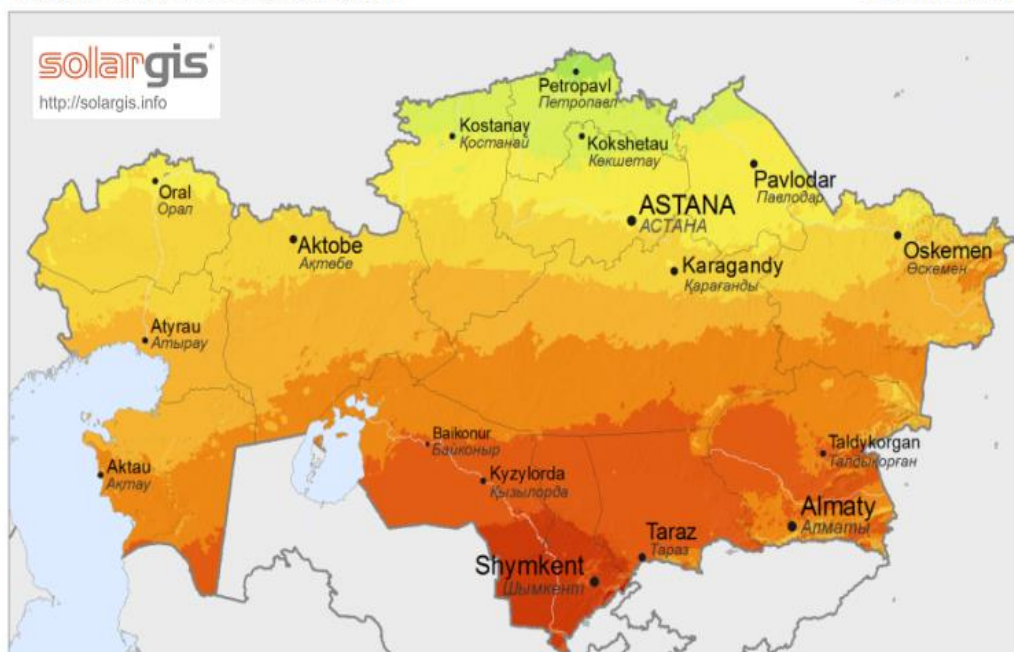 solargis
http://solargis.info
Petropavl
Петропавл
Kostanay
Қостанай
Kokshetau
Көкшетау
Pavlodar
Павлодар
Oral
Орал
ASTANA
АСТАНА
Aktobe
Ақтөбе
Oskemen
Өскемен
Karagandy
Қарағанды
Atyrau
Атырау
Baikonur
Байконыр
Taldykorgan
Талдықорған
Aktau
Ақтау
Kyzylorda
Қызылорда
Almaty
Алматы
Taraz
Тараз
Shymkent
Шымкент